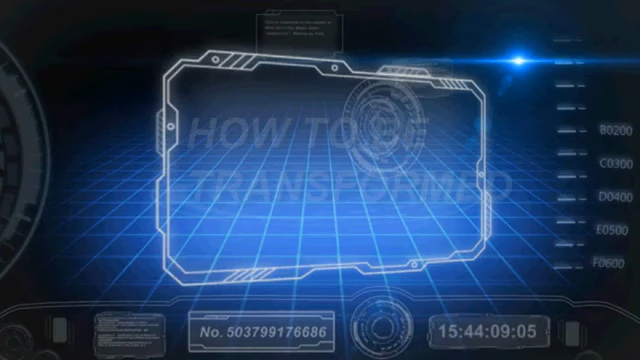 HOW TO BE
TRANSFORMED
B0200
C0300
D0400
E0500
F0600
No. 503799176686
15:44:09:05